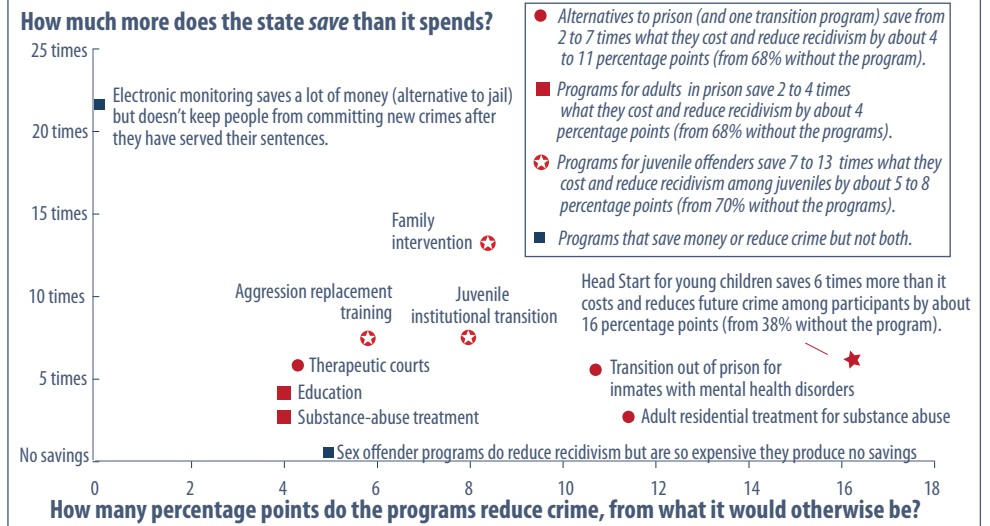 How much more does the state save than it spends?
25 times
20 times
15 times
10 times
5 times
No savings
Electronic monitoring saves a lot of money (alternative to jail)
but doesn't keep people from committing new crimes after
they have served their sentences.
Alternatives to prison (and one transition program) save from
2 to 7 times what they cost and reduce recidivism by about 4
to 11 percentage points (from 68% without the program).
Programs for adults in prison save 2 to 4 times
what they cost and reduce recidivism by about 4
percentage points (from 68% without the programs).
Programs for juvenile offenders save 7 to 13 times what they
cost and reduce recidivism among juveniles by about 5 to 8
percentage points (from 70% without the programs).
Programs that save money or reduce crime but not both.
Family
intervention
Aggression replacement
training
Juvenile
institutional transition
Head Start for young children saves 6 times more than it
costs and reduces future crime among participants by about
16 percentage points (from 38% without the program).
Therapeutic courts
Education
Substance-abuse treatment
Transition out of prison for
inmates with mental health disorders
Adult residential treatment for substance abuse
Sex offender programs do reduce recidivism but are so expensive they produce no savings
0 2 4 6 8 10 12 14 16 18
How many percentage points do the programs reduce crime, from what it would otherwise be?